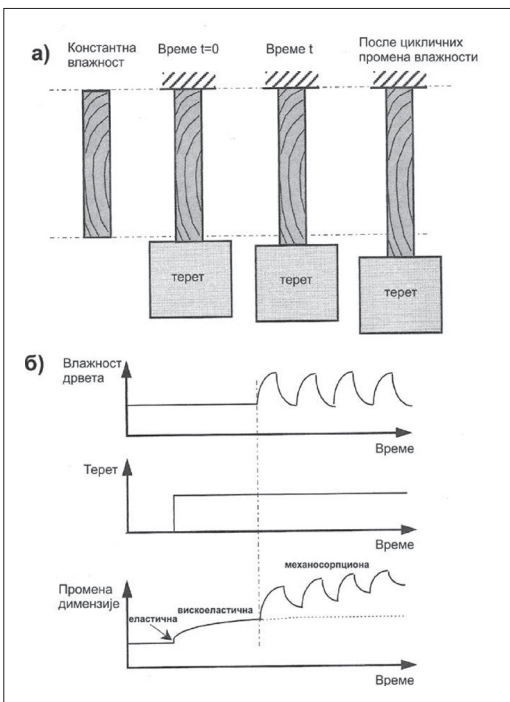 а)
Константна
влажност
Време t=0
Време t
После цикличних
промена влажности
терет
терет
терет
б)
Влажност
дрвета
Време
Терет
Време
Промена
димензије
еластична
вискоеластична
механосорпциона
Време